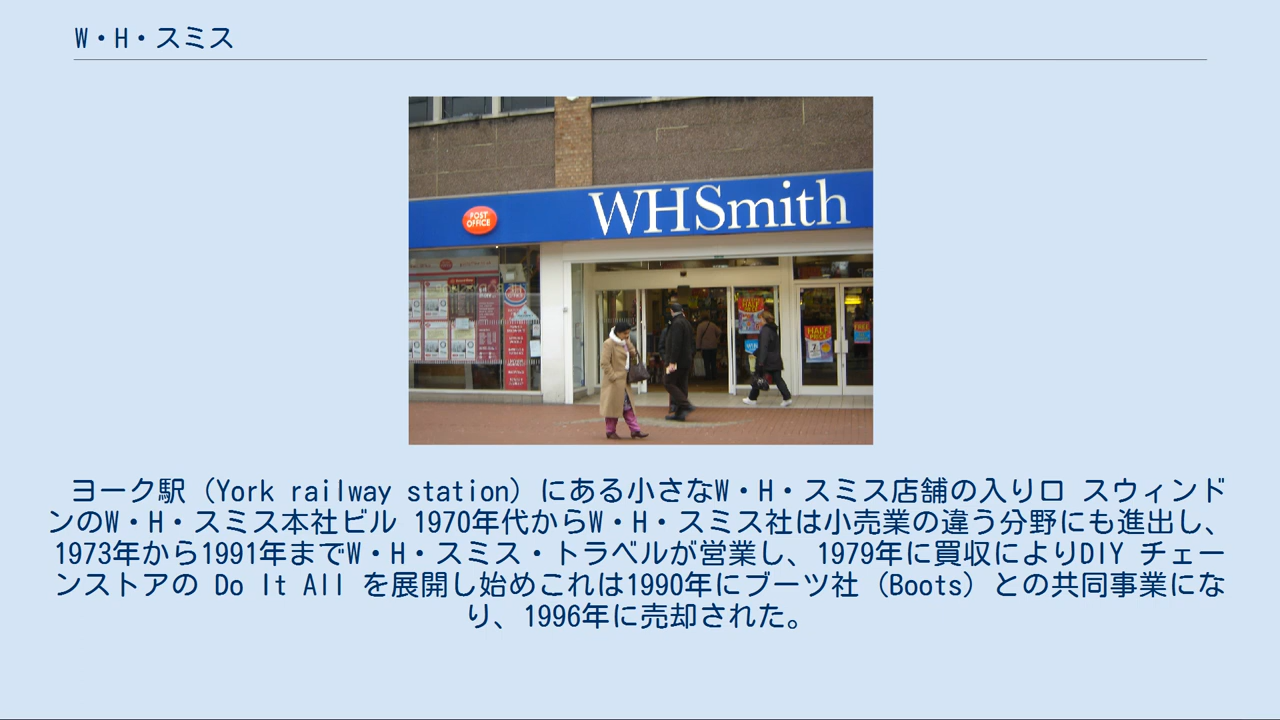 W・H・スミス
WHSmith
POST
OFFICE
HALF
PRICE
FREE
ヨーク駅（York railway station）にある小さなW・H・スミス店舗の入り口 スウィンド
ンのW・H・スミス本社ビル 1970年代からW・H・スミス社は小売業の違う分野にも進出し、
1973年から1991年までW・H・スミス・トラベルが営業し、1979年に買収によりDIY チェー
ンストアの Do It All を展開し始めこれは1990年にブーツ社（Boots）との共同事業にな
り、1996年に売却された。